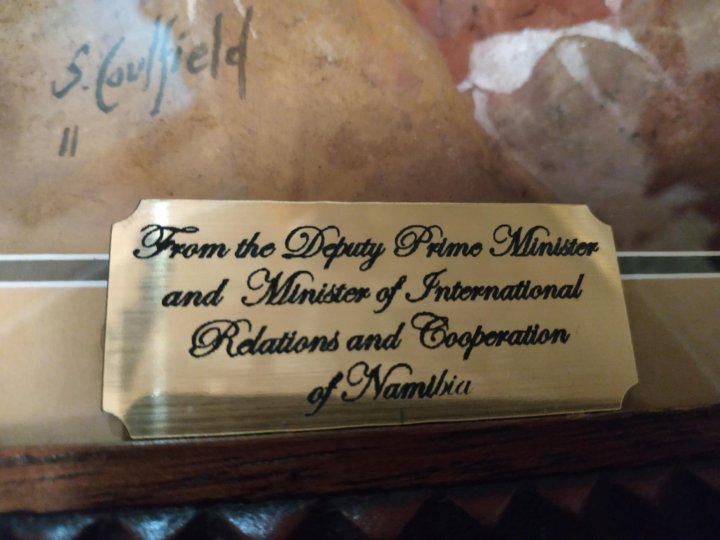 S. Caulfield
11
From the Deputy Prime Minister
and Minister of International
Relations and Cooperation
of Namibia